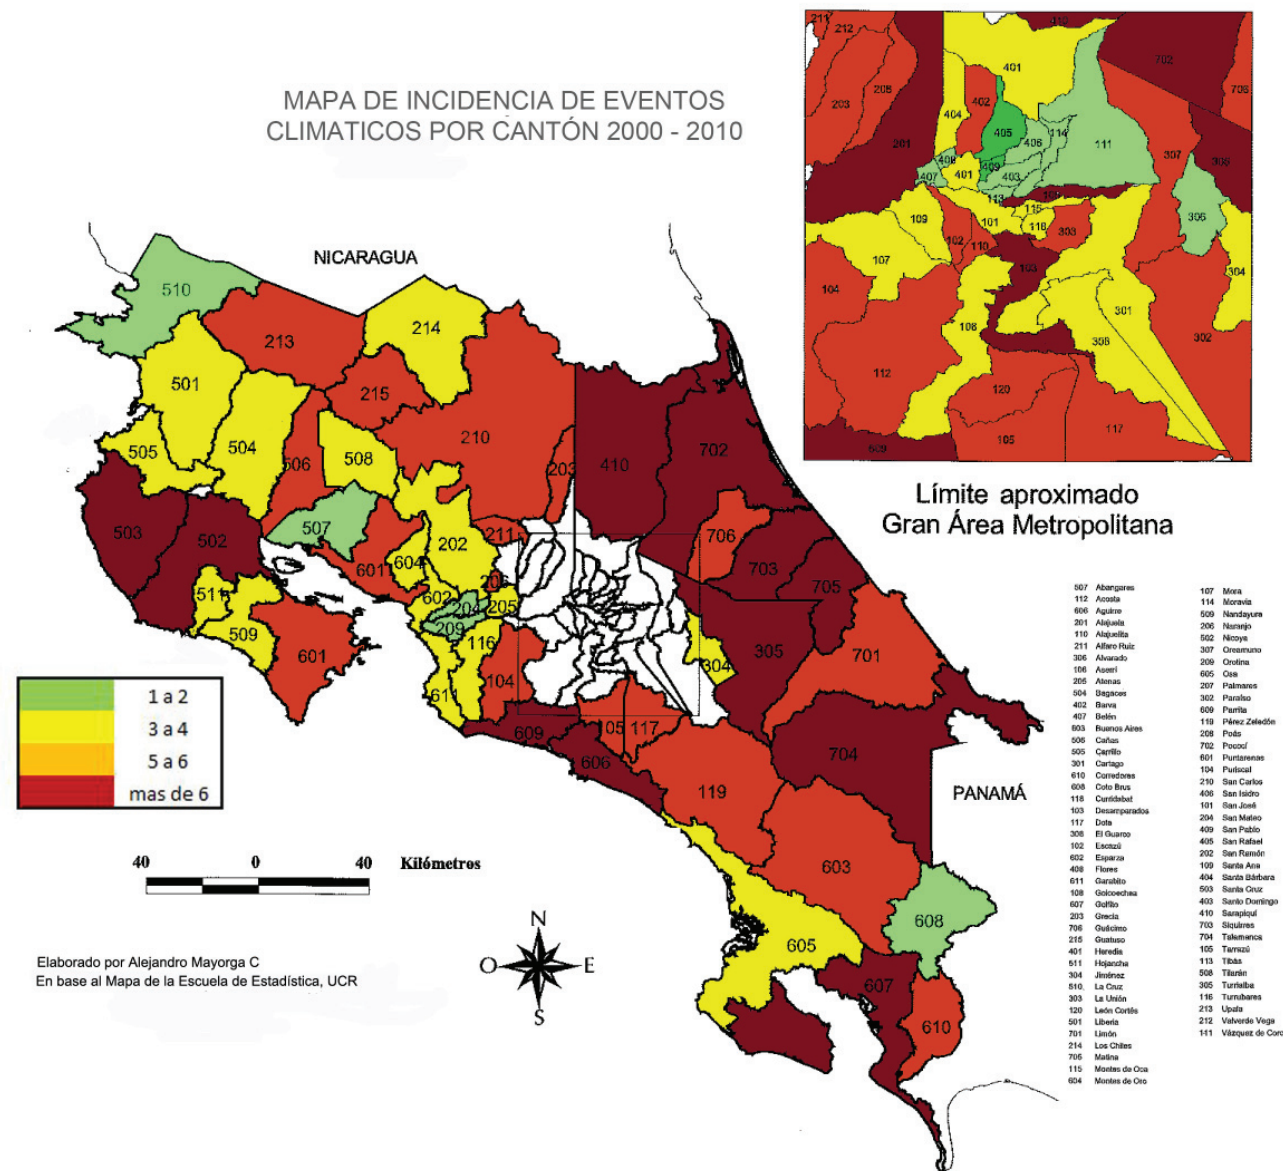 MAPA DE INCIDENCIA DE EVENTOS
CLIMATICOS POR CANTÓN 2000 - 2010
NICARAGUA
510
213
214
501
215
505
504
506
508
210
203
410
702
503
502
507
601
604
202
211
706
703
705
511
509
601
602
206
204
205
209
116
611
104
304
305
701
609
105
117
606
704
119
PANAMÁ
603
608
605
607
610
1 a 2
3 a 4
5 a 6
mas de 6
40
0
40
Kilómetros
N
O
E
S
Elaborado por Alejandro Mayorga C
En base al Mapa de la Escuela de Estadística, UCR
211
212
410
401
702
706
203
208
402
404
201
405
406
114
111
307
305
408
407
401
409
403
113
306
109
101
115
118
303
102
110
107
103
104
304
108
301
302
308
112
120
105
117
609
Límite aproximado
Gran Área Metropolitana
507 Abangares
112 Acosta
606 Aguirre
201 Alajuela
110 Alajuelita
211 Alfaro Ruiz
306 Alvarado
106 Aserrí
205 Atenas
504 Bagaces
402 Barva
407 Belén
603 Buenos Aires
506 Cañas
505 Carrillo
301 Cartago
610 Corredores
608 Coto Brus
118 Curridabat
103 Desamparados
117 Dota
308 El Guarco
102 Escazú
602 Esparza
408 Flores
611 Garabito
108 Goicoechea
607 Golfito
203 Grecia
706 Guácimo
215 Guatuso
401 Heredia
511 Hojancha
304 Jiménez
510 La Cruz
303 La Unión
120 León Cortés
501 Liberia
701 Limón
214 Los Chiles
705 Matina
115 Montes de Oca
604 Montes de Oro
107 Mora
114 Moravia
509 Nandayure
206 Naranjo
502 Nicoya
307 Oreamuno
209 Orotina
605 Osa
207 Palmares
302 Paraíso
609 Parrita
119 Pérez Zeledón
208 Poás
702 Pococí
601 Puntarenas
104 Puriscal
210 San Carlos
406 San Isidro
101 San José
204 San Mateo
409 San Pablo
405 San Rafael
202 San Ramón
109 Santa Ana
404 Santa Bárbara
503 Santa Cruz
403 Santo Domingo
410 Sarapiquí
703 Siquirres
704 Talamanca
105 Tarrazú
113 Tibás
508 Tilarán
305 Turrialba
116 Turrubares
213 Upala
212 Valverde Vega
111 Vázquez de Coro